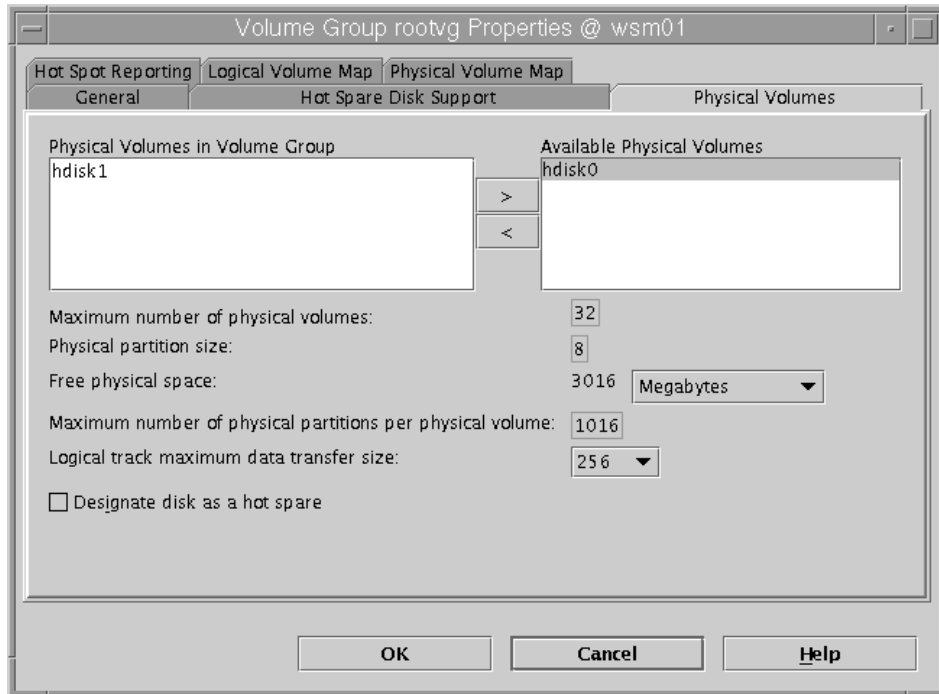 Volume Group rootvg Properties @ wsm01
Hot Spot Reporting Logical Volume Map Physical Volume Map
General Hot Spare Disk Support Physical Volumes
Physical Volumes in Volume Group Available Physical Volumes
hdisk1 hdisk0
>
<
Maximum number of physical volumes: 32
Physical partition size: 8
Free physical space: 3016 Megabytes
Maximum number of physical partitions per physical volume: 1016
Logical track maximum data transfer size: 256
Designate disk as a hot spare
OK Cancel Help